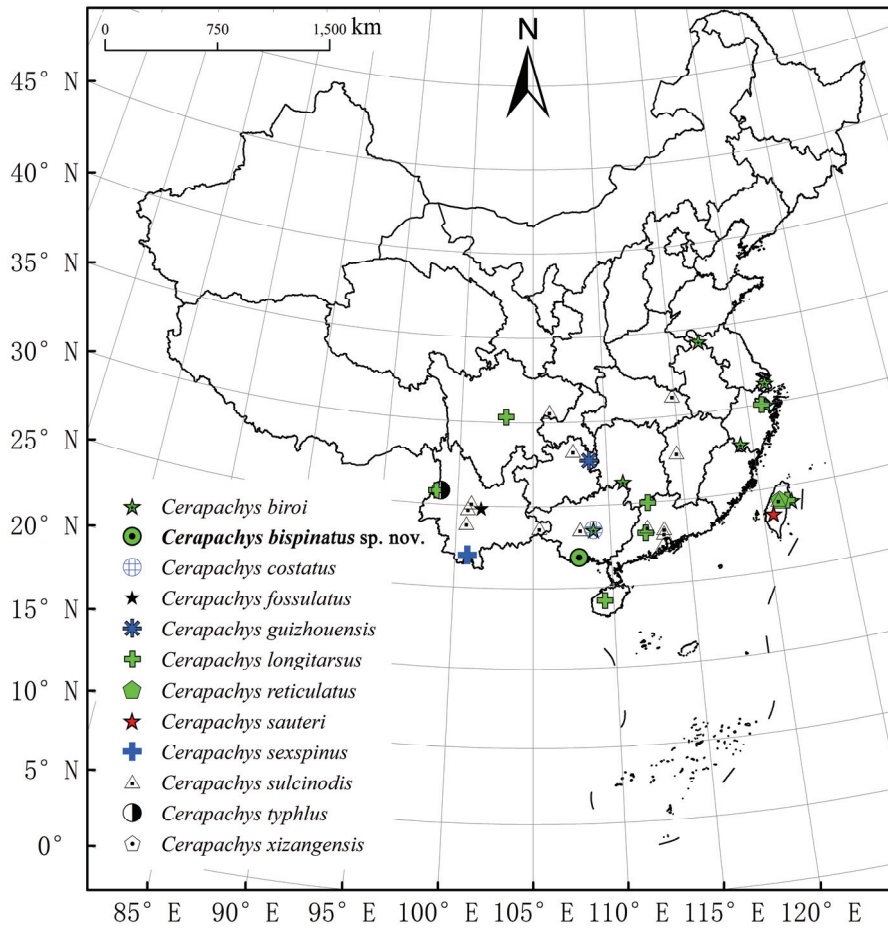 0 750 1,500 km
N
45° N
40° N
35° N
30° N
25° N
20° N
15° N
10° N
5° N
0°
Cerapachys biroi
Cerapachys bispinatus sp. nov.
Cerapachys costatus
Cerapachys fossulatus
Cerapachys guizhouensis
Cerapachys longitarsus
Cerapachys reticulatus
Cerapachys sauteri
Cerapachys sexspinus
Cerapachys sulcinodis
Cerapachys typhlus
Cerapachys xizangensis
85° E 90° E 95° E 100° E 105° E 110° E 115° E 120° E